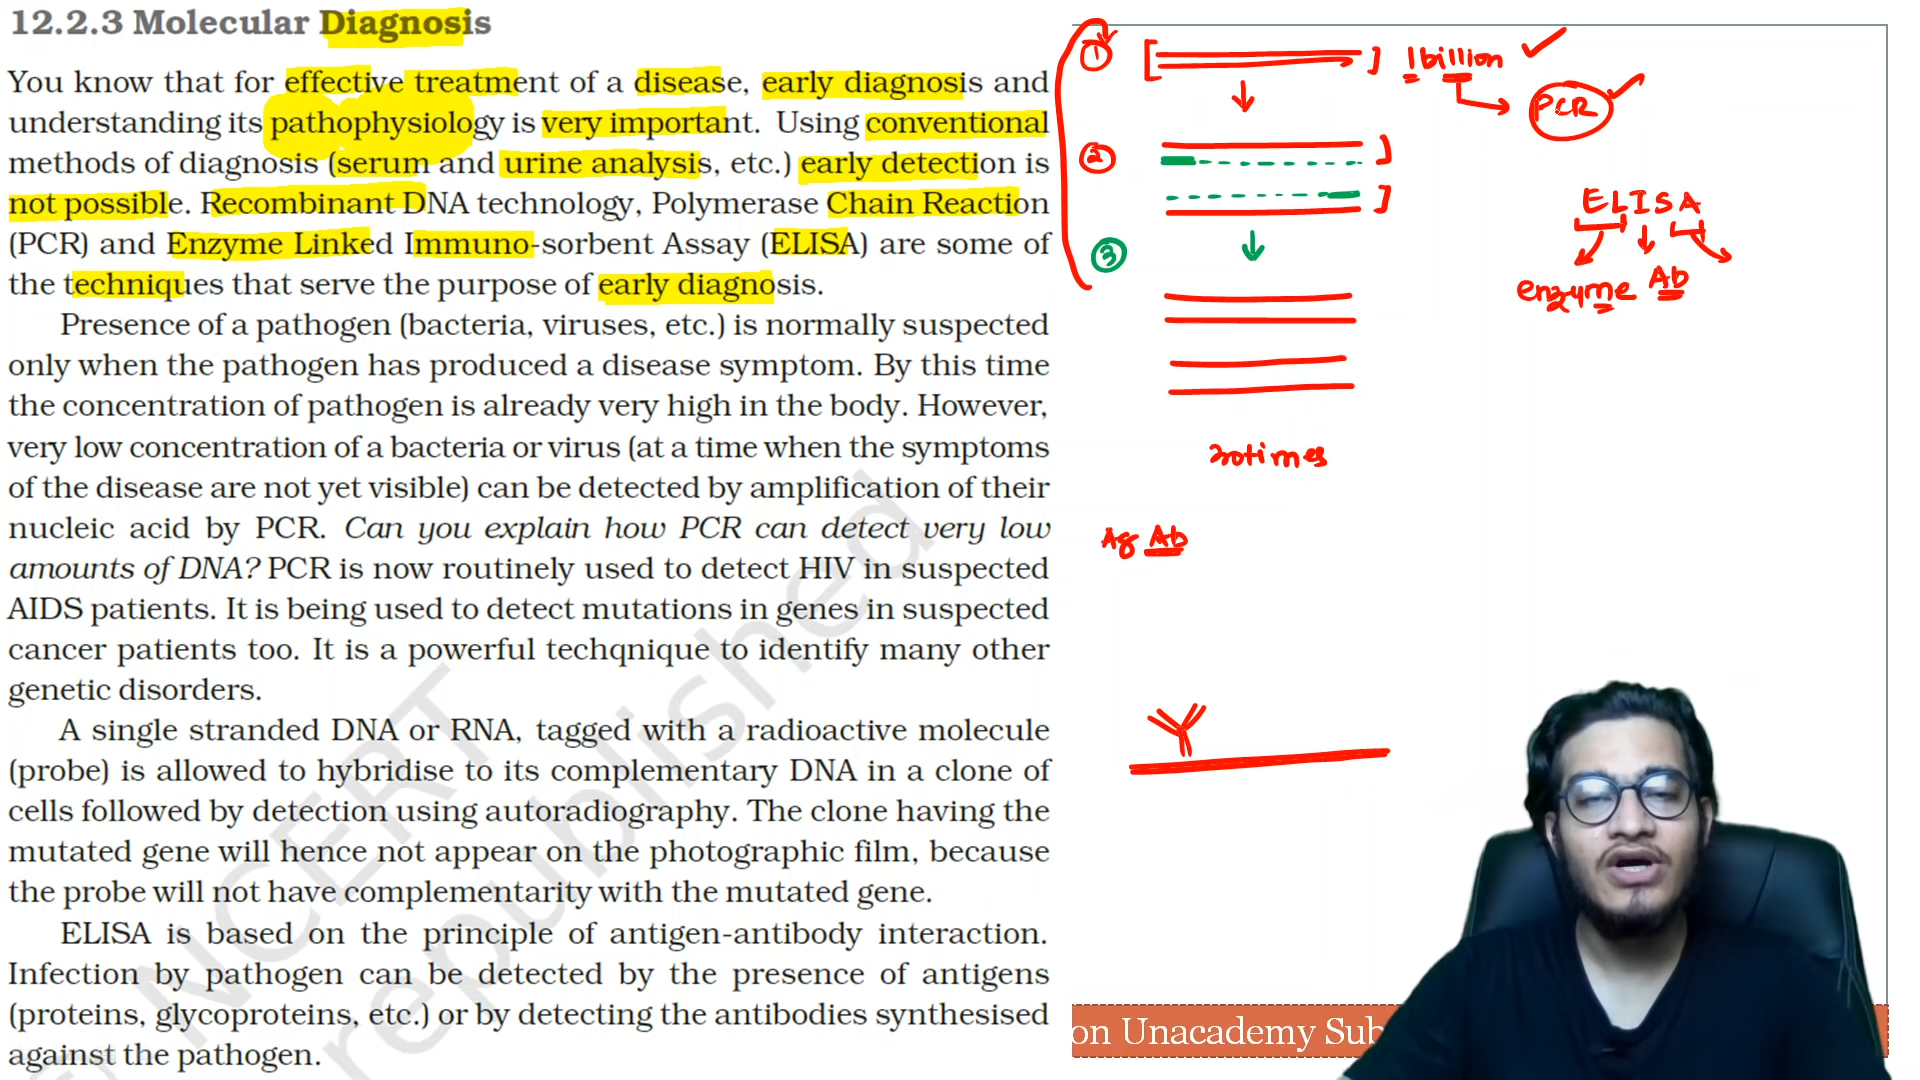 12.2.3 Molecular Diagnosis
You know that for effective treatment of a disease, early diagnosis and
understanding its pathophysiology is very important. Using conventional
methods of diagnosis (serum and urine analysis, etc.) early detection is
not possible. Recombinant DNA technology, Polymerase Chain Reaction
(PCR) and Enzyme Linked Immuno-sorbent Assay (ELISA) are some of
the techniques that serve the purpose of early diagnosis.
Presence of a pathogen (bacteria, viruses, etc.) is normally suspected
only when the pathogen has produced a disease symptom. By this time
the concentration of pathogen is already very high in the body. However,
very low concentration of a bacteria or virus (at a time when the symptoms
of the disease are not yet visible) can be detected by amplification of their
nucleic acid by PCR. Can you explain how PCR can detect very low
amounts of DNA? PCR is now routinely used to detect HIV in suspected
AIDS patients. It is being used to detect mutations in genes in suspected
cancer patients too. It is a powerful techqnique to identify many other
genetic disorders.
A single stranded DNA or RNA, tagged with a radioactive molecule
(probe) is allowed to hybridise to its complementary DNA in a clone of
cells followed by detection using autoradiography. The clone having the
mutated gene will hence not appear on the photographic film, because
the probe will not have complementarity with the mutated gene.
ELISA is based on the principle of antigen-antibody interaction.
Infection by pathogen can be detected by the presence of antigens
(proteins, glycoproteins, etc.) or by detecting the antibodies synthesised
against the pathogen.
NCERT
republished
1 1 billion
PCR
2
3
ELISA
enzyme Ab
30times
Ag Ab
on Unacademy Sub